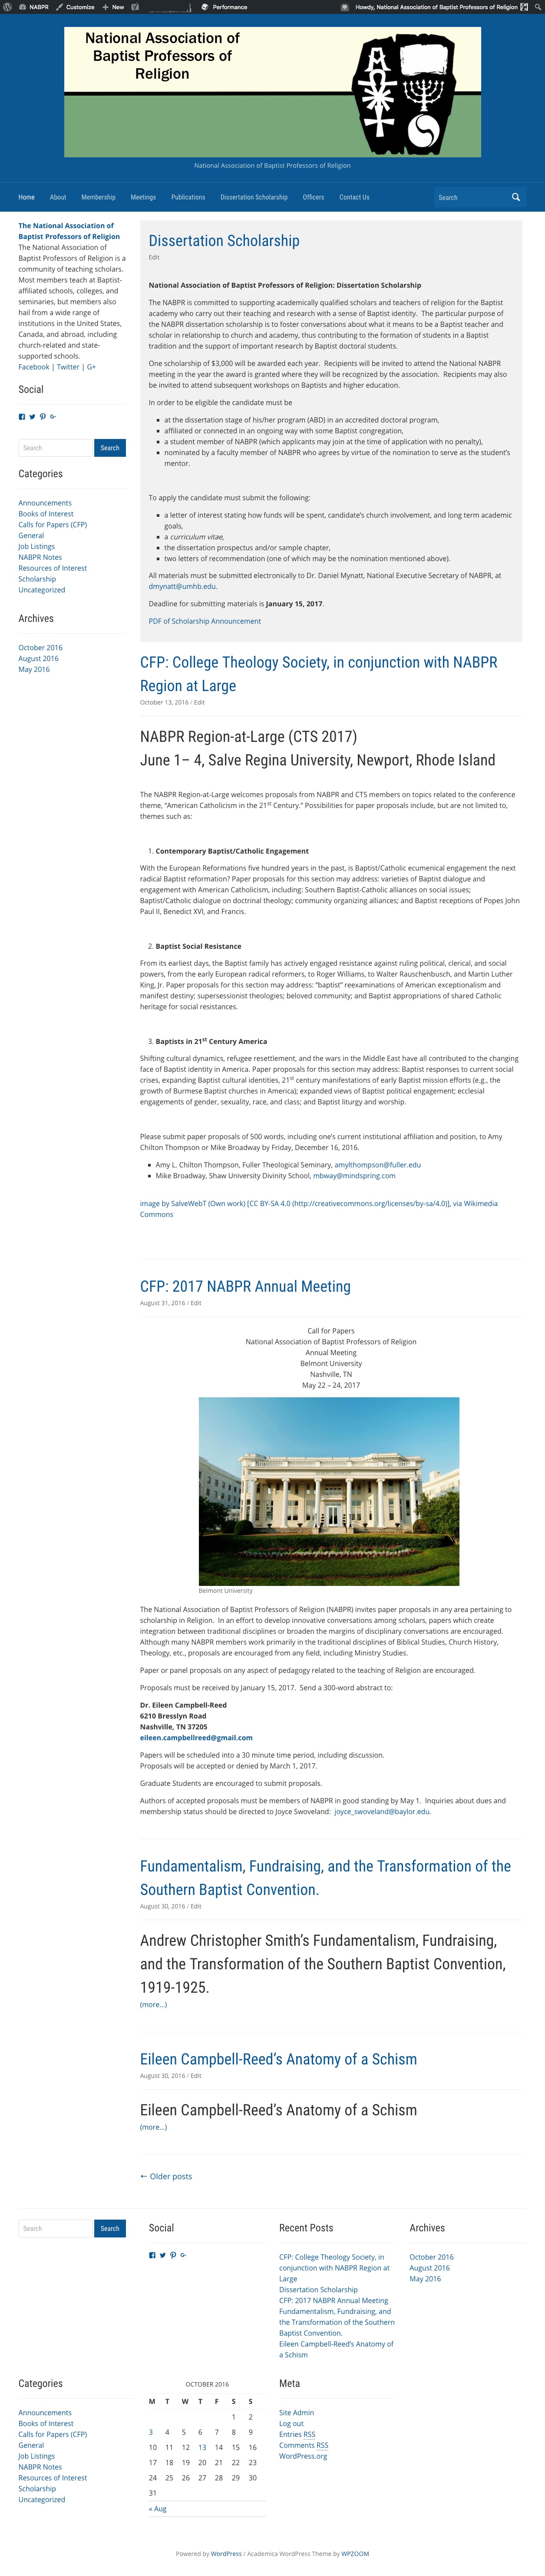 NABPR Customize New Performance Howdy, National Association of Baptist Professors of Religion
National Association of
Baptist Professors of
Religion
National Association of Baptist Professors of Religion
Home About Membership Meetings Publications Dissertation Scholarship Officers Contact Us Search
The National Association of
Baptist Professors of Religion
The National Association of
Baptist Professors of Religion is a
community of teaching scholars.
Most members teach at Baptist-
affiliated schools, colleges, and
seminaries, but members also
hail from a wide range of
institutions in the United States,
Canada, and abroad, including
church-related and state-
supported schools.
Facebook | Twitter | G+
Social
Search Search
Categories
Announcements
Books of Interest
Calls for Papers (CFP)
General
Job Listings
NABPR Notes
Resources of Interest
Scholarship
Uncategorized
Archives
October 2016
August 2016
May 2016
Dissertation Scholarship
Edit
National Association of Baptist Professors of Religion: Dissertation Scholarship
The NABPR is committed to supporting academically qualified scholars and teachers of religion for the Baptist
academy who carry out their teaching and research with a sense of Baptist identity. The particular purpose of
the NABPR dissertation scholarship is to foster conversations about what it means to be a Baptist teacher and
scholar in relationship to church and academy, thus contributing to the formation of students in a Baptist
tradition and the support of important research by Baptist doctoral students.
One scholarship of $3,000 will be awarded each year. Recipients will be invited to attend the National NABPR
meeting in the year the award is granted where they will be recognized by the association. Recipients may also
be invited to attend subsequent workshops on Baptists and higher education.
In order to be eligible the candidate must be
at the dissertation stage of his/her program (ABD) in an accredited doctoral program,
affiliated or connected in an ongoing way with some Baptist congregation,
a student member of NABPR (which applicants may join at the time of application with no penalty),
nominated by a faculty member of NABPR who agrees by virtue of the nomination to serve as the student's
mentor.
To apply the candidate must submit the following:
a letter of interest stating how funds will be spent, candidate's church involvement, and long term academic
goals,
a curriculum vitae,
the dissertation prospectus and/or sample chapter,
two letters of recommendation (one of which may be the nomination mentioned above).
All materials must be submitted electronically to Dr. Daniel Mynatt, National Executive Secretary of NABPR, at
dmynatt@umhb.edu.
Deadline for submitting materials is January 15, 2017.
PDF of Scholarship Announcement
CFP: College Theology Society, in conjunction with NABPR
Region at Large
October 13, 2016 / Edit
NABPR Region-at-Large (CTS 2017)
June 1– 4, Salve Regina University, Newport, Rhode Island
The NABPR Region-at-Large welcomes proposals from NABPR and CTS members on topics related to the conference
theme, “American Catholicism in the 21st Century.” Possibilities for paper proposals include, but are not limited to,
themes such as:
1. Contemporary Baptist/Catholic Engagement
With the European Reformations five hundred years in the past, is Baptist/Catholic ecumenical engagement the next
radical Baptist reformation? Paper proposals for this section may address: varieties of Baptist dialogue and
engagement with American Catholicism, including: Southern Baptist-Catholic alliances on social issues;
Baptist/Catholic dialogue on doctrinal theology; community organizing alliances; and Baptist receptions of Popes John
Paul II, Benedict XVI, and Francis.
2. Baptist Social Resistance
From its earliest days, the Baptist family has actively engaged resistance against ruling political, clerical, and social
powers, from the early European radical reformers, to Roger Williams, to Walter Rauschenbusch, and Martin Luther
King, Jr. Paper proposals for this section may address: “baptist” reexaminations of American exceptionalism and
manifest destiny; supersessionist theologies; beloved community; and Baptist appropriations of shared Catholic
heritage for social resistances.
3. Baptists in 21st Century America
Shifting cultural dynamics, refugee resettlement, and the wars in the Middle East have all contributed to the changing
face of Baptist identity in America. Paper proposals for this section may address: Baptist responses to current social
crises, expanding Baptist cultural identities, 21st century manifestations of early Baptist mission efforts (e.g., the
growth of Burmese Baptist churches in America); expanded views of Baptist political engagement; ecclesial
engagements of gender, sexuality, race, and class; and Baptist liturgy and worship.
Please submit paper proposals of 500 words, including one's current institutional affiliation and position, to Amy
Chilton Thompson or Mike Broadway by Friday, December 16, 2016.
Amy L. Chilton Thompson, Fuller Theological Seminary, amylthompson@fuller.edu
Mike Broadway, Shaw University Divinity School, mbway@mindspring.com
image by SalveWebT (Own work) [CC BY-SA 4.0 (http://creativecommons.org/licenses/by-sa/4.0)], via Wikimedia
Commons
CFP: 2017 NABPR Annual Meeting
August 31, 2016 / Edit
Call for Papers
National Association of Baptist Professors of Religion
Annual Meeting
Belmont University
Nashville, TN
May 22 – 24, 2017
Belmont University
The National Association of Baptist Professors of Religion (NABPR) invites paper proposals in any area pertaining to
scholarship in Religion. In an effort to develop innovative conversations among scholars, papers which create
integration between traditional disciplines or broaden the margins of disciplinary conversations are encouraged.
Although many NABPR members work primarily in the traditional disciplines of Biblical Studies, Church History,
Theology, etc., proposals are encouraged from any field, including Ministry Studies.
Paper or panel proposals on any aspect of pedagogy related to the teaching of Religion are encouraged.
Proposals must be received by January 15, 2017. Send a 300-word abstract to:
Dr. Eileen Campbell-Reed
6210 Bresslyn Road
Nashville, TN 37205
eileen.campbellreed@gmail.com
Papers will be scheduled into a 30 minute time period, including discussion.
Proposals will be accepted or denied by March 1, 2017.
Graduate Students are encouraged to submit proposals.
Authors of accepted proposals must be members of NABPR in good standing by May 1. Inquiries about dues and
membership status should be directed to Joyce Swoveland: joyce_swoveland@baylor.edu.
Fundamentalism, Fundraising, and the Transformation of the
Southern Baptist Convention.
August 30, 2016 / Edit
Andrew Christopher Smith's Fundamentalism, Fundraising,
and the Transformation of the Southern Baptist Convention,
1919-1925.
(more…)
Eileen Campbell-Reed's Anatomy of a Schism
August 30, 2016 / Edit
Eileen Campbell-Reed's Anatomy of a Schism
(more…)
← Older posts
Search Search
Social
Recent Posts
CFP: College Theology Society, in
conjunction with NABPR Region at
Large
Dissertation Scholarship
CFP: 2017 NABPR Annual Meeting
Fundamentalism, Fundraising, and
the Transformation of the Southern
Baptist Convention.
Eileen Campbell-Reed's Anatomy of
a Schism
Archives
October 2016
August 2016
May 2016
Categories
Announcements
Books of Interest
Calls for Papers (CFP)
General
Job Listings
NABPR Notes
Resources of Interest
Scholarship
Uncategorized
OCTOBER 2016
M T W T F S S
1 2
3 4 5 6 7 8 9
10 11 12 13 14 15 16
17 18 19 20 21 22 23
24 25 26 27 28 29 30
31
« Aug
Meta
Site Admin
Log out
Entries RSS
Comments RSS
WordPress.org
Powered by WordPress / Academica WordPress Theme by WPZOOM